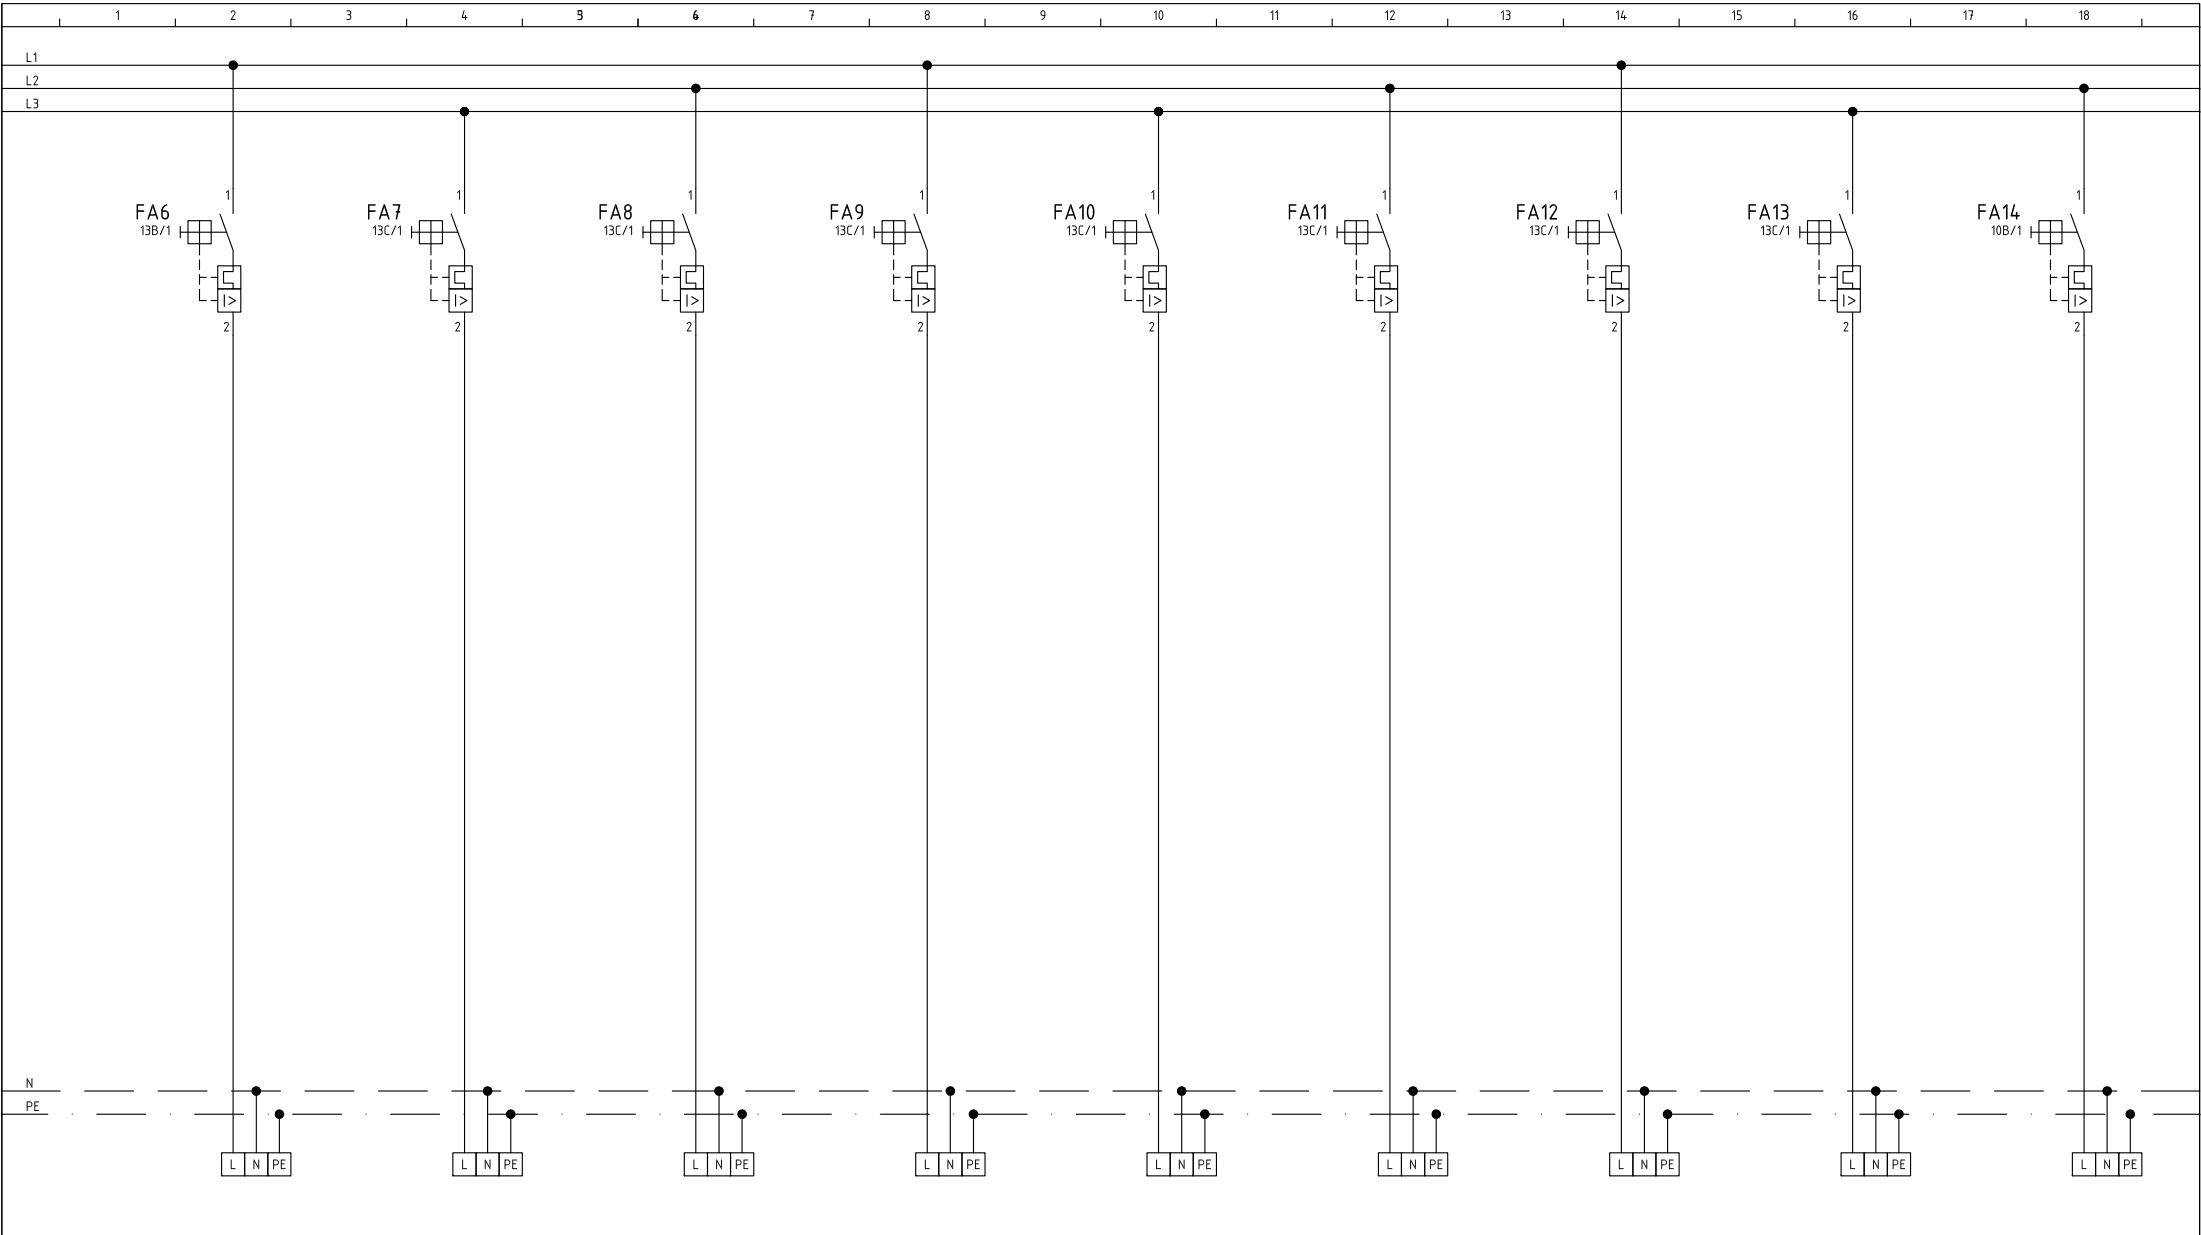 1 2 3 4 5 6 7 8 9 10 11 12 13 14 15 16 17 18
L1
L2
L3
1 1 1 1 1 1 1 1 1
FA6 FA7 FA8 FA9 FA10 FA11 FA12 FA13 FA14
13B/1 13C/1 13C/1 13C/1 13C/1 13C/1 13C/1 13C/1 10B/1
I> I> I> I> I> I> I> I> I>
2 2 2 2 2 2 2 2 2
N
PE
L N PE L N PE L N PE L N PE L N PE L N PE L N PE L N PE L N PE